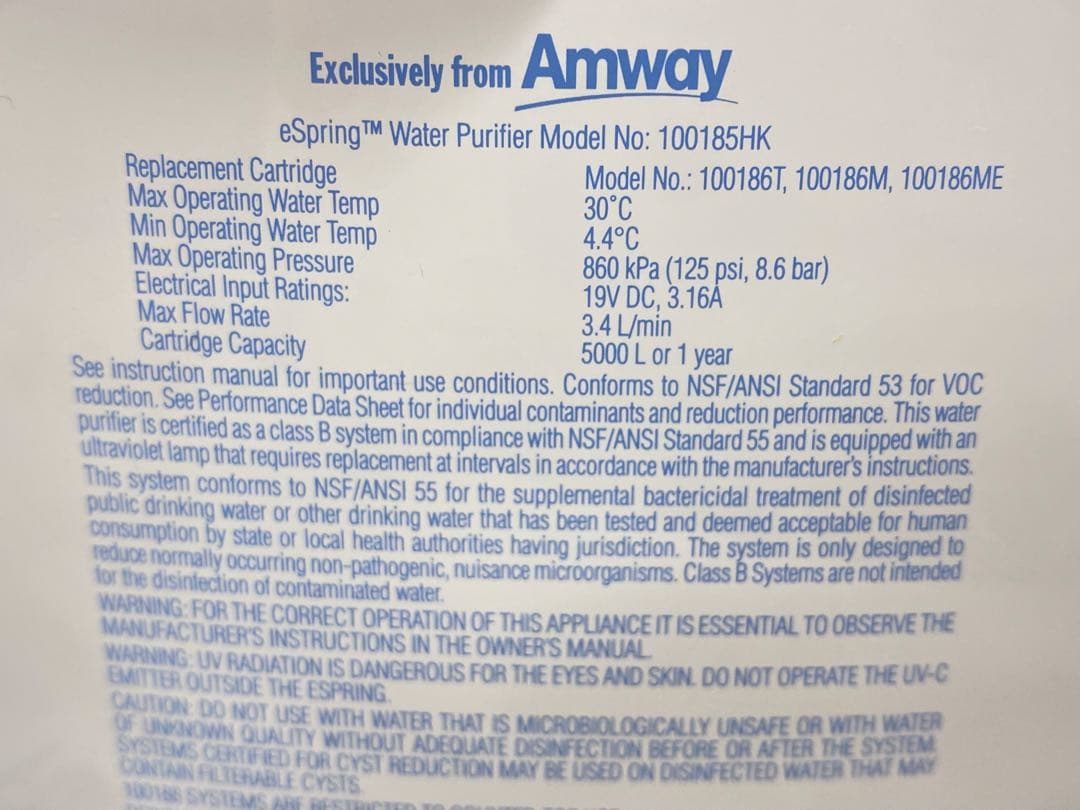 Exclusively from Amway
eSpring™ Water Purifier Model No: 100185HK
Replacement Cartridge Model No.: 100186T, 100186M, 100186ME
Max Operating Water Temp 30°C
Min Operating Water Temp 4.4°C
Max Operating Pressure 860 kPa (125 psi, 8.6 bar)
Electrical Input Ratings: 19V DC, 3.16A
Max Flow Rate 3.4 L/min
Cartridge Capacity 5000 L or 1 year
See instruction manual for important use conditions. Conforms to NSF/ANSI Standard 53 for VOC
reduction. See Performance Data Sheet for individual contaminants and reduction performance. This water
purifier is certified as a class B system in compliance with NSF/ANSI Standard 55 and is equipped with an
ultraviolet lamp that requires replacement at intervals in accordance with the manufacturer's instructions.
This system conforms to NSF/ANSI 55 for the supplemental bactericidal treatment of disinfected
public drinking water or other drinking water that has been tested and deemed acceptable for human
consumption by state or local health authorities having jurisdiction. The system is only designed to
reduce normally occurring non-pathogenic, nuisance microorganisms. Class B Systems are not intended
for the disinfection of contaminated water.
WARNING: FOR THE CORRECT OPERATION OF THIS APPLIANCE IT IS ESSENTIAL TO OBSERVE THE
MANUFACTURER'S INSTRUCTIONS IN THE OWNER'S MANUAL.
WARNING: UV RADIATION IS DANGEROUS FOR THE EYES AND SKIN. DO NOT OPERATE THE UV-C
EMITTER OUTSIDE THE ESPRING.
CAUTION: DO NOT USE WITH WATER THAT IS MICROBIOLOGICALLY UNSAFE OR WITH WATER
OF UNKNOWN QUALITY WITHOUT ADEQUATE DISINFECTION BEFORE OR AFTER THE SYSTEM.
SYSTEMS CERTIFIED FOR CYST REDUCTION MAY BE USED ON DISINFECTED WATER THAT MAY
CONTAIN FILTERABLE CYSTS.
SYSTEMS ARE RESTRICTED TO